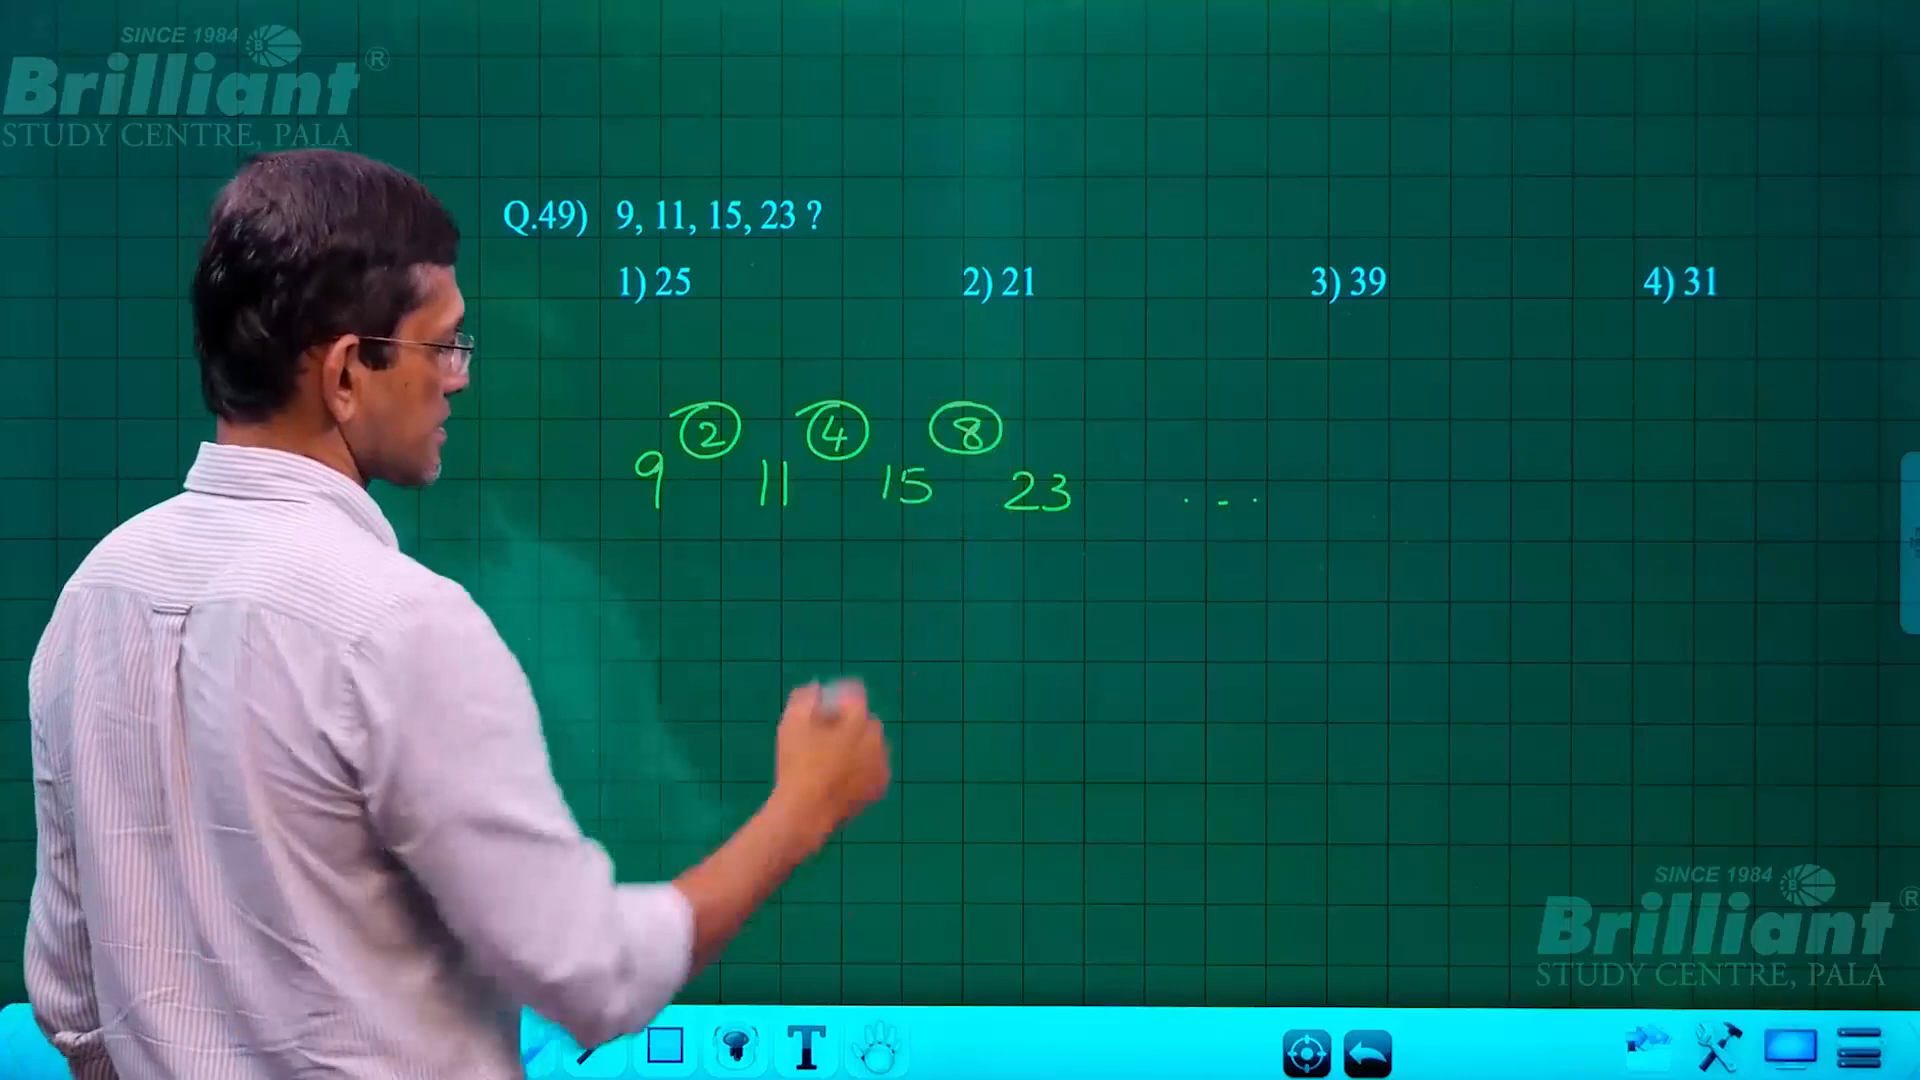 SINCE 1984
Brilliant ®
STUDY CENTRE, PALA
Q.49) 9, 11, 15, 23 ?
1) 25 2) 21 3) 39 4) 31
2 4 8
9 11 15 23 ...
SINCE 1984
Brilliant ®
STUDY CENTRE, PALA
T